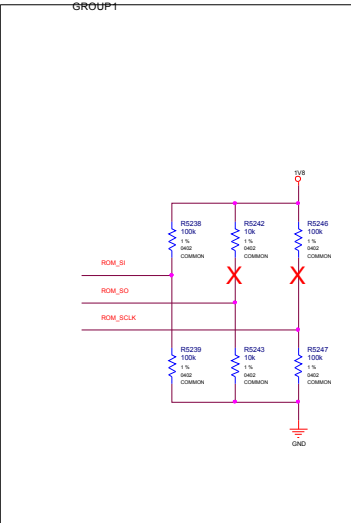 GROUP1
1V8
R5238
100k
1 %
0402
COMMON
R5242
10k
1 %
0402
COMMON
R5246
100k
1 %
0402
COMMON
ROM_SI
ROM_SO
ROM_SCLK
R5239
100k
1 %
0402
COMMON
R5243
10k
1 %
0402
COMMON
R5247
100k
1 %
0402
COMMON
GND